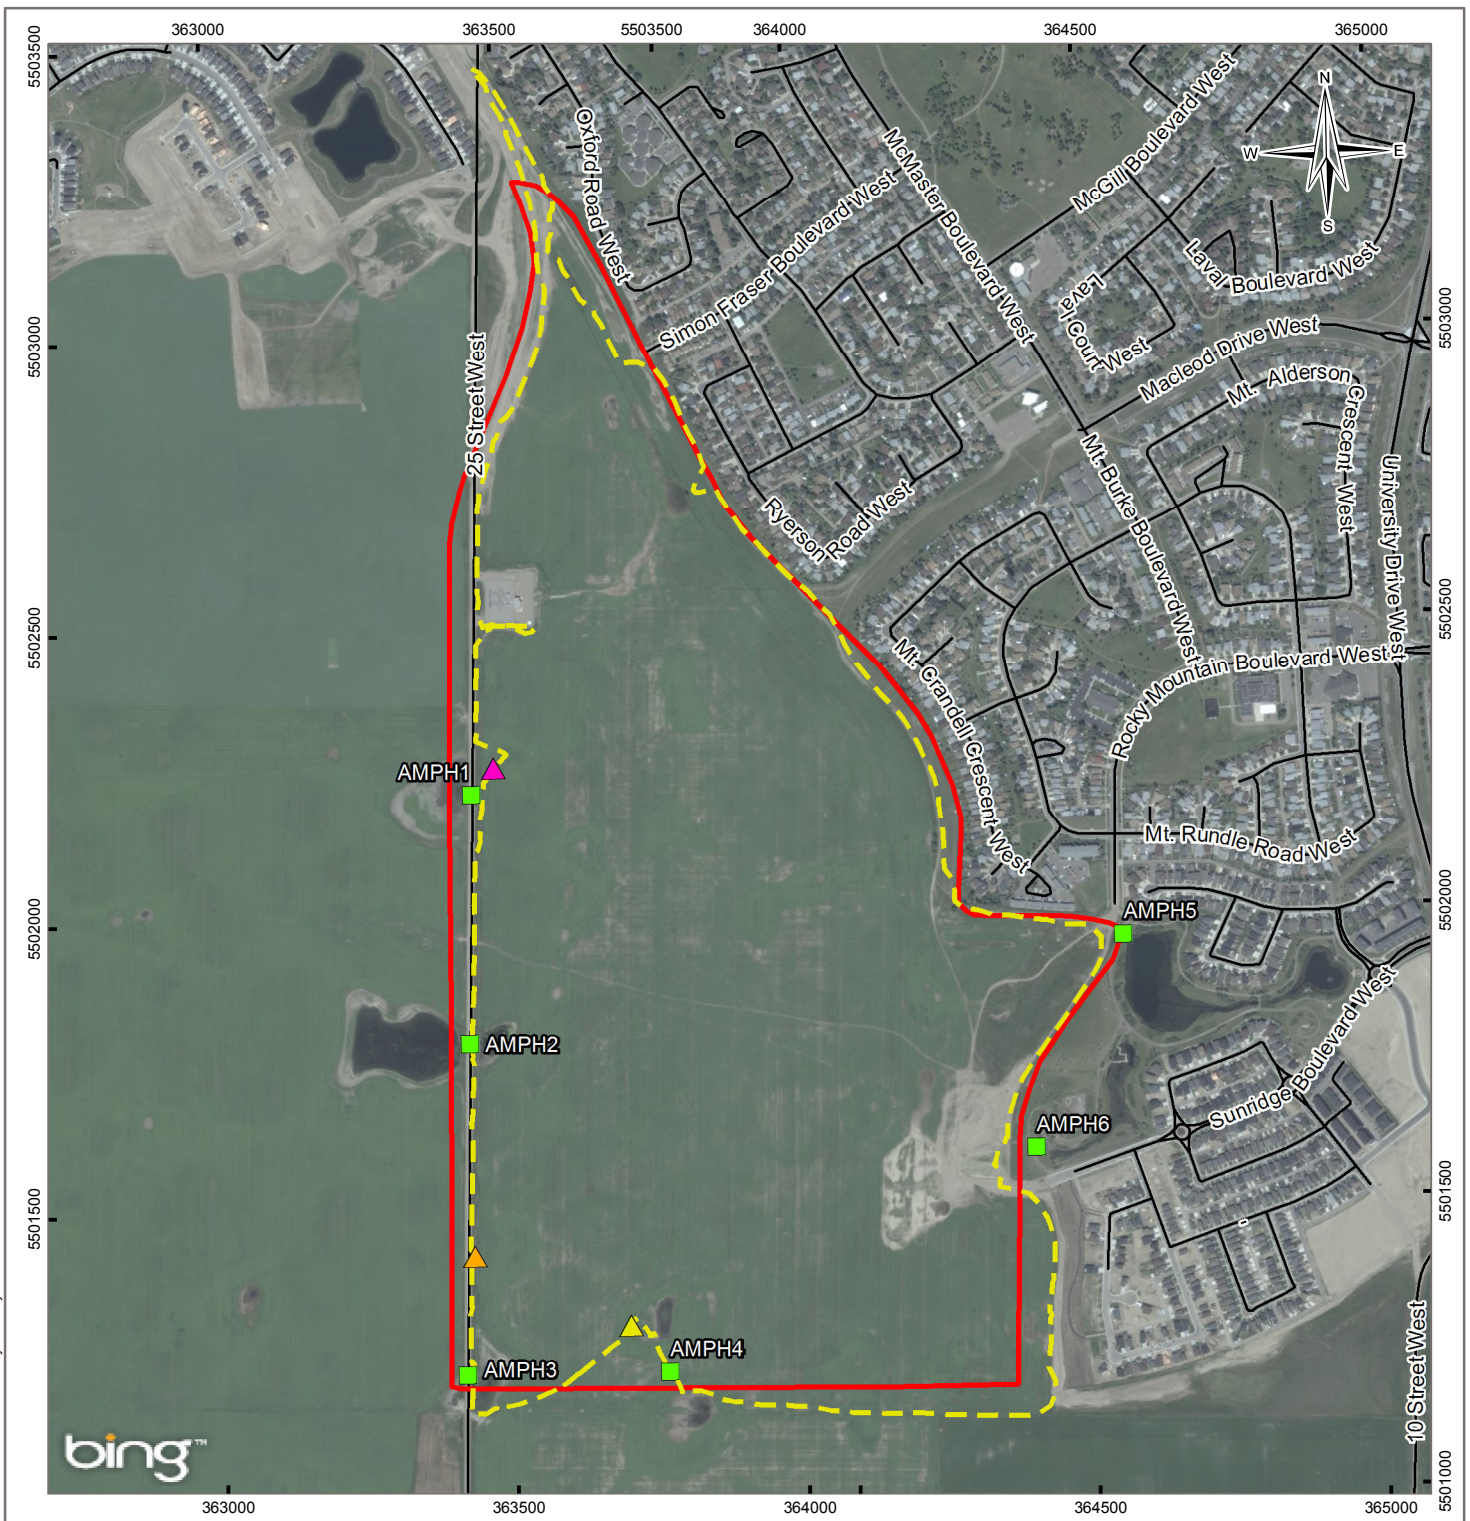 363000 363500 5503500 364000 364500 365000
5503500
5503000
5502500
5502000
5501500
5503000
5502500
5502000
5501500
5501000
N
W E
S
Oxford Road West
McMaster Boulevard West
McGill Boulevard West
Simon Fraser Boulevard West
Laval Boulevard West
Laval Court West
Macleod Drive West
25 Street West
Mt. Alderson Crescent West
Mt. Burke Boulevard West
University Drive West
Ryerson Road West
Rocky Mountain Boulevard West
Mt. Crandell Crescent West
AMPH1
Mt. Rundle Road West
AMPH5
Sunridge Boulevard West
AMPH2
AMPH6
AMPH4
AMPH3
10 Street West
bing™
363000 363500 364000 364500 365000